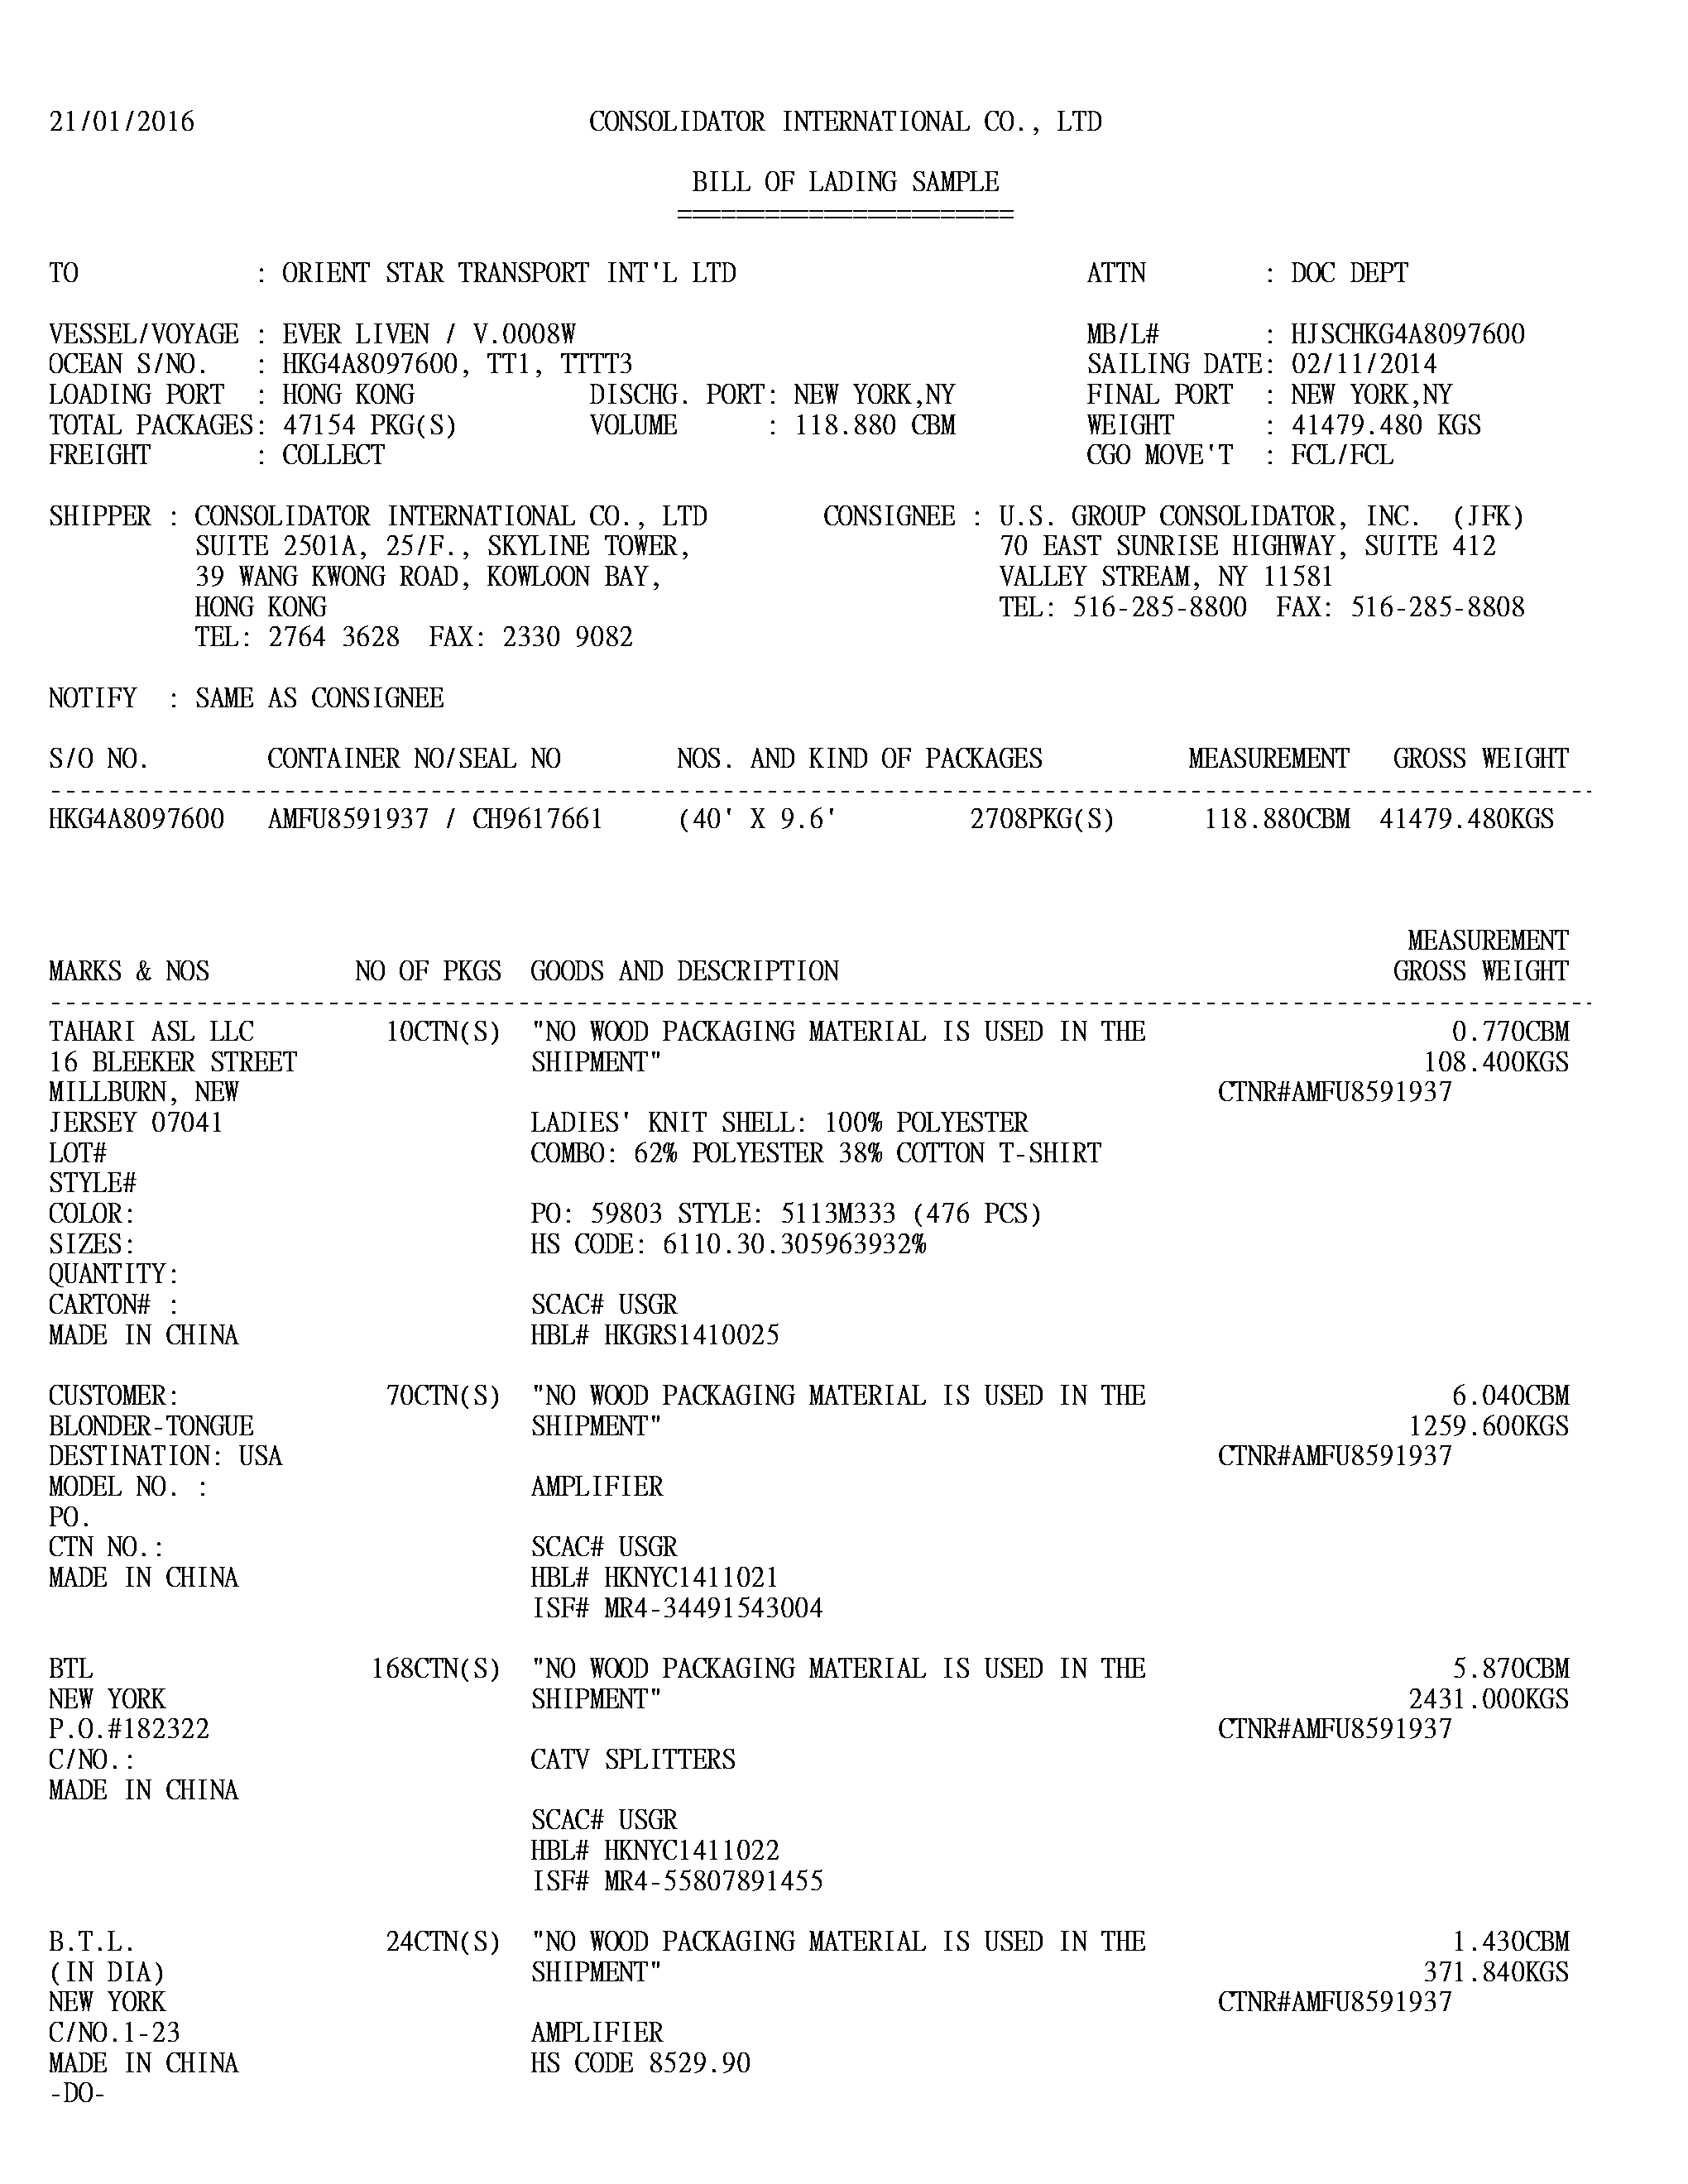 21/01/2016 CONSOLIDATOR INTERNATIONAL CO., LTD
BILL OF LADING SAMPLE
=======================
TO : ORIENT STAR TRANSPORT INT'L LTD ATTN : DOC DEPT
VESSEL/VOYAGE : EVER LIVEN / V.0008W MB/L# : HJSCHKG4A8097600
OCEAN S/NO. : HKG4A8097600, TT1, TTTT3 SAILING DATE: 02/11/2014
LOADING PORT : HONG KONG DISCHG. PORT: NEW YORK,NY FINAL PORT : NEW YORK,NY
TOTAL PACKAGES: 47154 PKG(S) VOLUME : 118.880 CBM WEIGHT : 41479.480 KGS
FREIGHT : COLLECT CGO MOVE'T : FCL/FCL
SHIPPER : CONSOLIDATOR INTERNATIONAL CO., LTD CONSIGNEE : U.S. GROUP CONSOLIDATOR, INC. (JFK)
SUITE 2501A, 25/F., SKYLINE TOWER, 70 EAST SUNRISE HIGHWAY, SUITE 412
39 WANG KWONG ROAD, KOWLOON BAY, VALLEY STREAM, NY 11581
HONG KONG TEL: 516-285-8800 FAX: 516-285-8808
TEL: 2764 3628 FAX: 2330 9082
NOTIFY : SAME AS CONSIGNEE
S/O NO. CONTAINER NO/SEAL NO NOS. AND KIND OF PACKAGES MEASUREMENT GROSS WEIGHT
HKG4A8097600 AMFU8591937 / CH9617661 (40' X 9.6' 2708PKG(S) 118.880CBM 41479.480KGS
MEASUREMENT
MARKS & NOS NO OF PKGS GOODS AND DESCRIPTION GROSS WEIGHT
TAHARI ASL LLC 10CTN(S) "NO WOOD PACKAGING MATERIAL IS USED IN THE 0.770CBM
16 BLEEKER STREET SHIPMENT" 108.400KGS
MILLBURN, NEW CTNR#AMFU8591937
JERSEY 07041 LADIES' KNIT SHELL: 100% POLYESTER
LOT# COMBO: 62% POLYESTER 38% COTTON T-SHIRT
STYLE#
COLOR: PO: 59803 STYLE: 5113M333 (476 PCS)
SIZES: HS CODE: 6110.30.305963932%
QUANTITY:
CARTON# : SCAC# USGR
MADE IN CHINA HBL# HKGRS1410025
CUSTOMER: 70CTN(S) "NO WOOD PACKAGING MATERIAL IS USED IN THE 6.040CBM
BLONDER-TONGUE SHIPMENT" 1259.600KGS
DESTINATION: USA CTNR#AMFU8591937
MODEL NO. : AMPLIFIER
PO.
CTN NO.: SCAC# USGR
MADE IN CHINA HBL# HKNYC1411021
ISF# MR4-34491543004
BTL 168CTN(S) "NO WOOD PACKAGING MATERIAL IS USED IN THE 5.870CBM
NEW YORK SHIPMENT" 2431.000KGS
P.O.#182322 CTNR#AMFU8591937
C/NO.: CATV SPLITTERS
MADE IN CHINA
SCAC# USGR
HBL# HKNYC1411022
ISF# MR4-55807891455
B.T.L. 24CTN(S) "NO WOOD PACKAGING MATERIAL IS USED IN THE 1.430CBM
(IN DIA) SHIPMENT" 371.840KGS
NEW YORK CTNR#AMFU8591937
C/NO.1-23 AMPLIFIER
MADE IN CHINA HS CODE 8529.90
-DO-